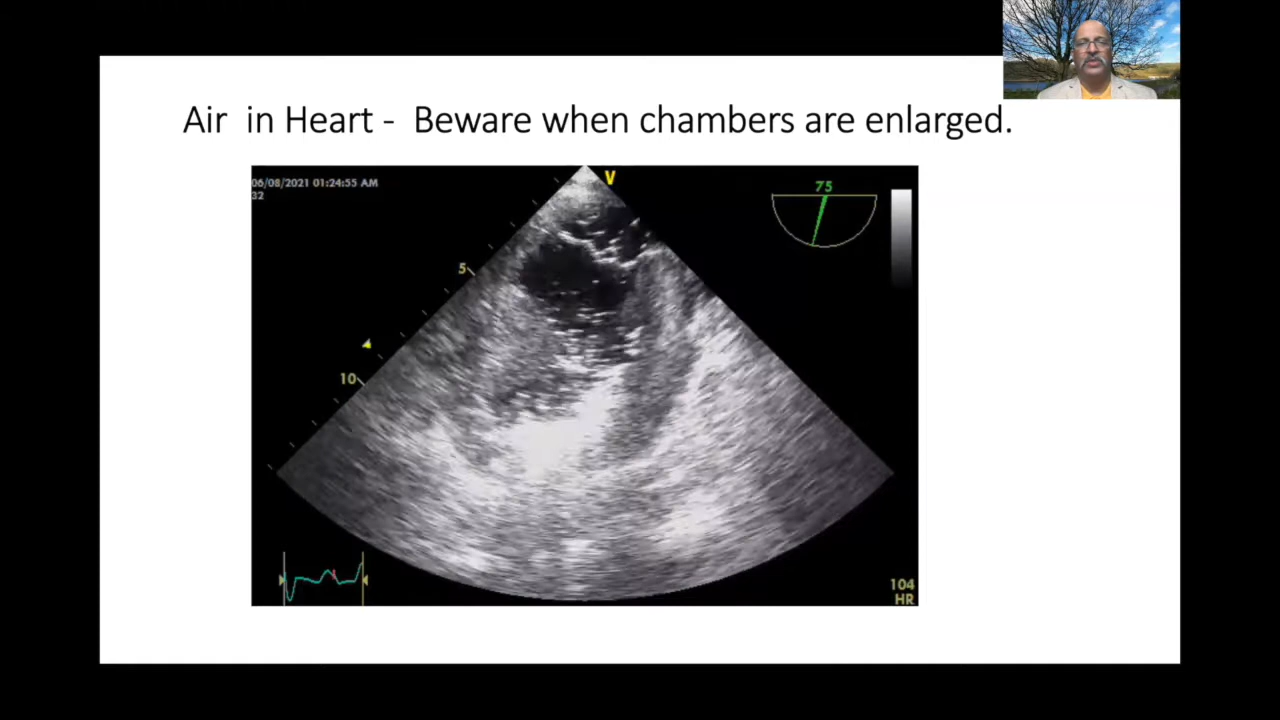 Air in Heart - Beware when chambers are enlarged.
06/08/2021 01:24:55 AM
32
V
75
5
10
104
HR